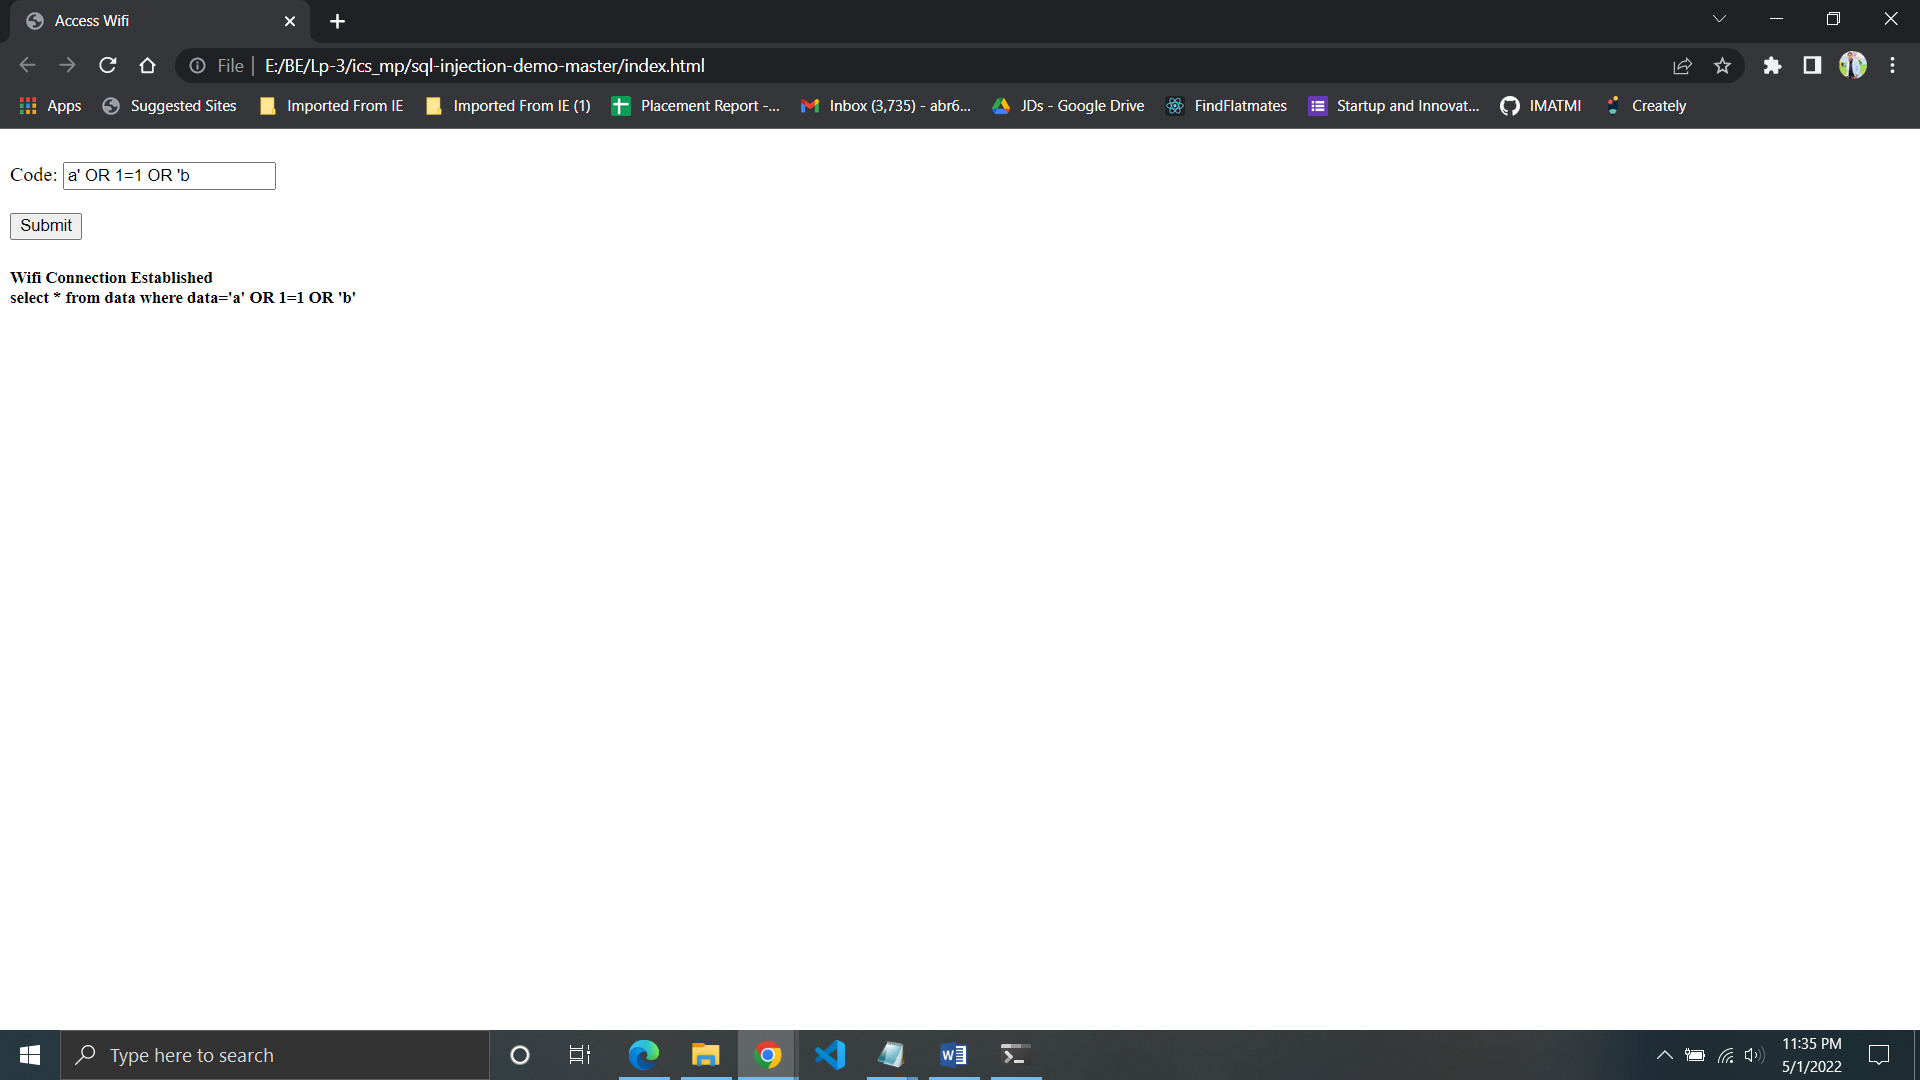 Access Wifi
File E:/BE/Lp-3/ics_mp/sql-injection-demo-master/index.html
Apps Suggested Sites Imported From IE Imported From IE (1) Placement Report -... Inbox (3,735) - abr6... JDs - Google Drive FindFlatmates Startup and Innovat... IMATMI Creately
Code: a' OR 1=1 OR 'b
Submit
Wifi Connection Established
select * from data where data='a' OR 1=1 OR 'b'
Type here to search
11:35 PM
5/1/2022